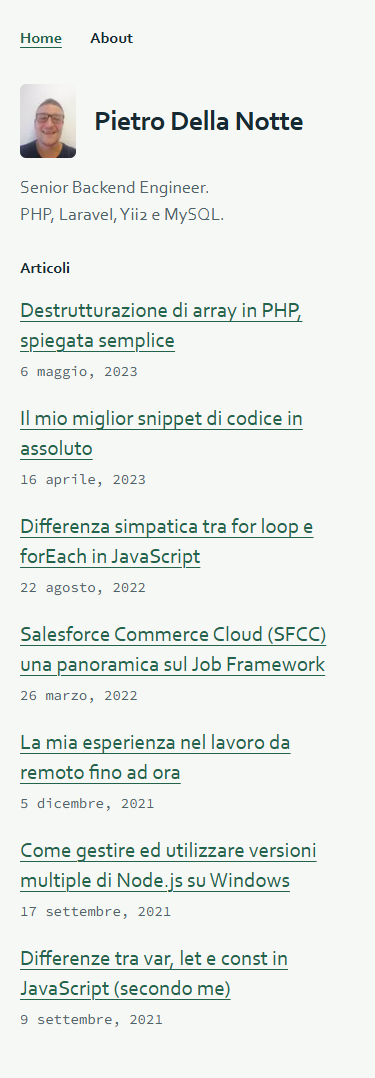 Home About
Pietro Della Notte
Senior Backend Engineer.
PHP, Laravel, Yii2 e MySQL.
Articoli
Destrutturazione di array in PHP,
spiegata semplice
6 maggio, 2023
Il mio miglior snippet di codice in
assoluto
16 aprile, 2023
Differenza simpatica tra for loop e
forEach in JavaScript
22 agosto, 2022
Salesforce Commerce Cloud (SFCC)
una panoramica sul Job Framework
26 marzo, 2022
La mia esperienza nel lavoro da
remoto fino ad ora
5 dicembre, 2021
Come gestire ed utilizzare versioni
multiple di Node.js su Windows
17 settembre, 2021
Differenze tra var, let e const in
JavaScript (secondo me)
9 settembre, 2021